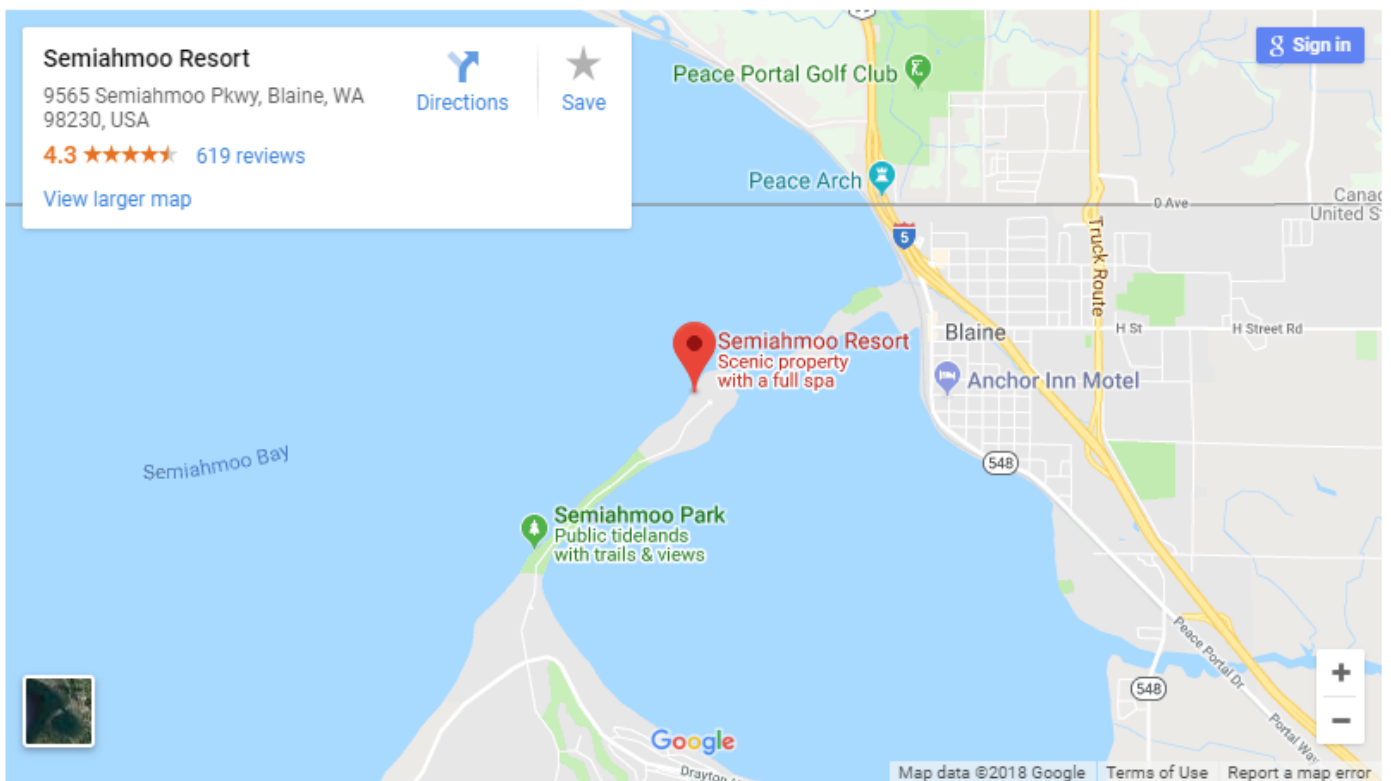 Semiahmoo Resort
9565 Semiahmoo Pkwy, Blaine, WA
98230, USA
4.3
619 reviews
View larger map
Directions
Save
g Sign in
Peace Portal Golf Club
Peace Arch
D Ave
Canad
United S
5
Truck Route
H St
H Street Rd
Blaine
Semiahmoo Resort
Scenic property
with a full spa
Anchor Inn Motel
548
Semiahmoo Bay
Semiahmoo Park
Public tidelands
with trails & views
Peace Portal Dr
548
Portal Way
+
−
Google
Drayton
Map data ©2018 Google
Terms of Use
Report a map error